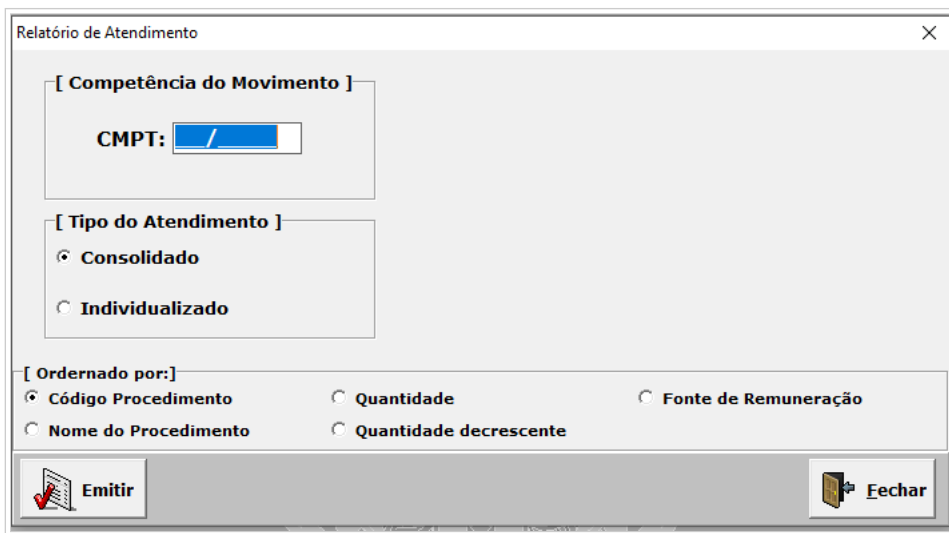 Relatório de Atendimento
[ Competência do Movimento ]
CMPT: __/____
[ Tipo do Atendimento ]
Consolidado
Individualizado
[ Ordernado por:]
Código Procedimento
Quantidade
Fonte de Remuneração
Nome do Procedimento
Quantidade decrescente
Emitir
Fechar